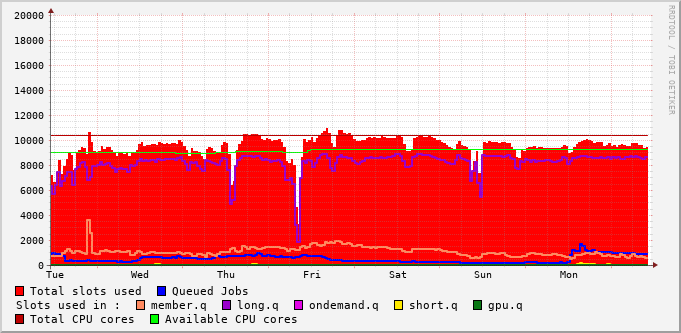 RRDTOOL / TOBI OETIKER
20000
18000
16000
14000
12000
10000
8000
6000
4000
2000
0
Tue Wed Thu Fri Sat Sun Mon
Total slots used Queued Jobs
Slots used in : member.q long.q ondemand.q short.q gpu.q
Total CPU cores Available CPU cores